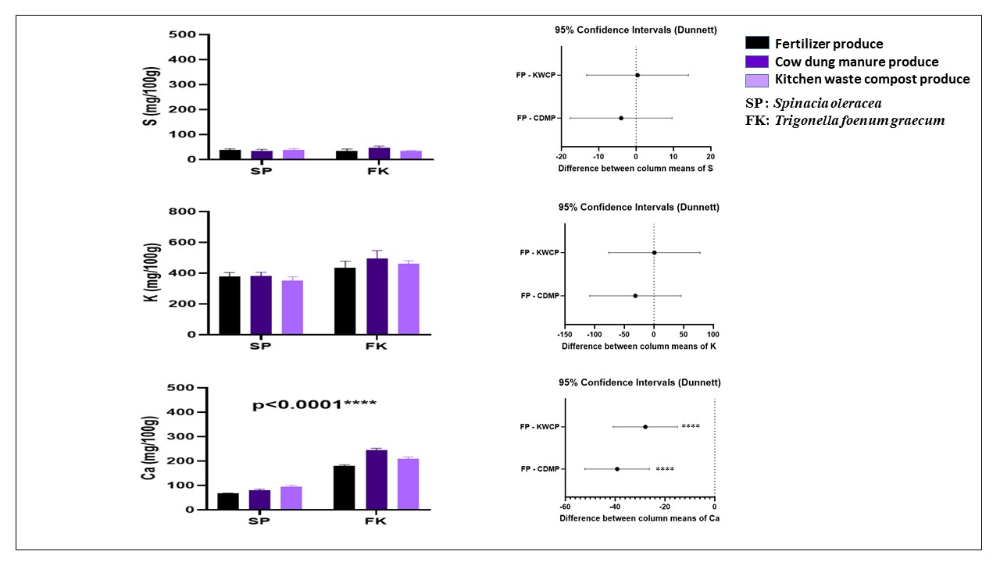 500
400
300
200
100
0
S (mg/100g)
SP
FK
95% Confidence Intervals (Dunnett)
FP - KWCP
FP - CDMP
-20
-10
0
10
20
Difference between column means of S
Fertilizer produce
Cow dung manure produce
Kitchen waste compost produce
SP: Spinacia oleracea
FK: Trigonella foenum graecum
800
600
400
200
0
K (mg/100g)
SP
FK
95% Confidence Intervals (Dunnett)
FP - KWCP
FP - CDMP
-150
-100
-50
0
50
100
Difference between column means of K
500
400
300
200
100
0
Ca (mg/100g)
p<0.0001****
SP
FK
95% Confidence Intervals (Dunnett)
FP - KWCP
****
FP - CDMP
****
-60
-40
-20
0
Difference between column means of Ca